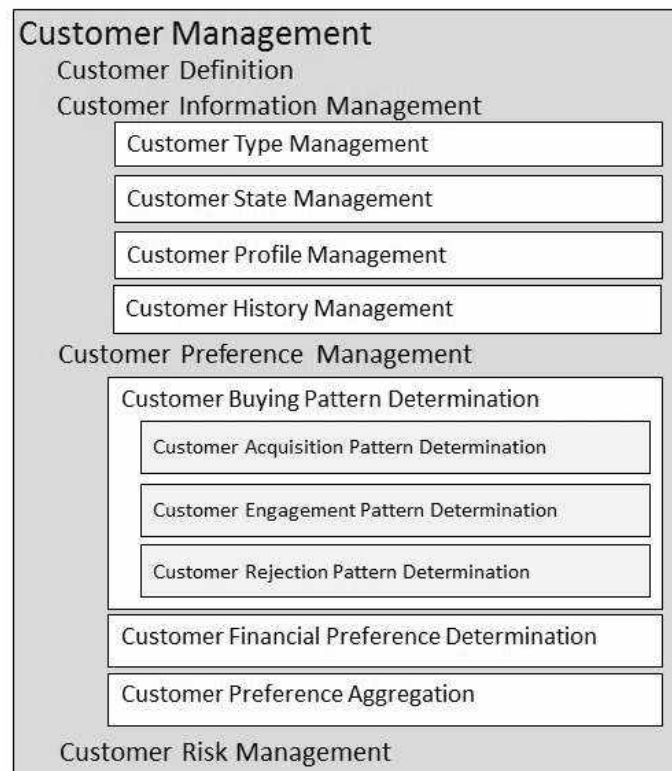 Customer Management
Customer Definition
Customer Information Management
Customer Type Management
Customer State Management
Customer Profile Management
Customer History Management
Customer Preference Management
Customer Buying Pattern Determination
Customer Acquisition Pattern Determination
Customer Engagement Pattern Determination
Customer Rejection Pattern Determination
Customer Financial Preference Determination
Customer Preference Aggregation
Customer Risk Management